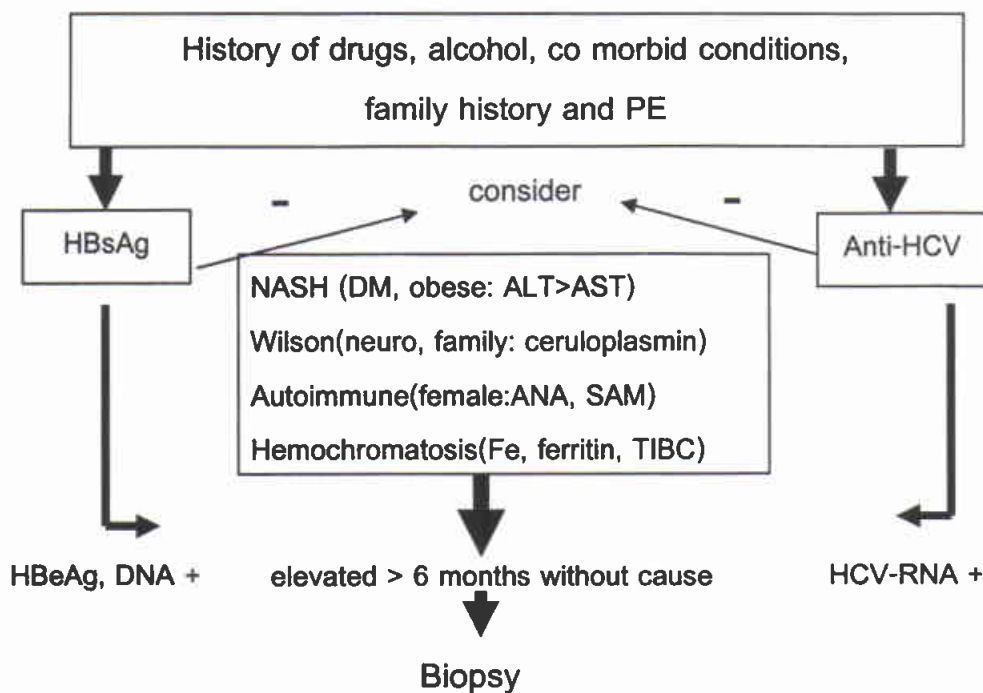 History of drugs, alcohol, co morbid conditions,
family history and PE
- consider -
HBsAg
Anti-HCV
NASH (DM, obese: ALT>AST)
Wilson(neuro, family: ceruloplasmin)
Autoimmune(female:ANA, SAM)
Hemochromatosis(Fe, ferritin, TIBC)
HBeAg, DNA +
elevated > 6 months without cause
HCV-RNA +
Biopsy